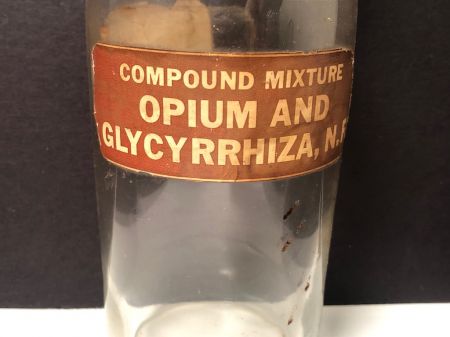 COMPOUND MIXTURE
OPIUM AND
GLYCYRRHIZA, N.F